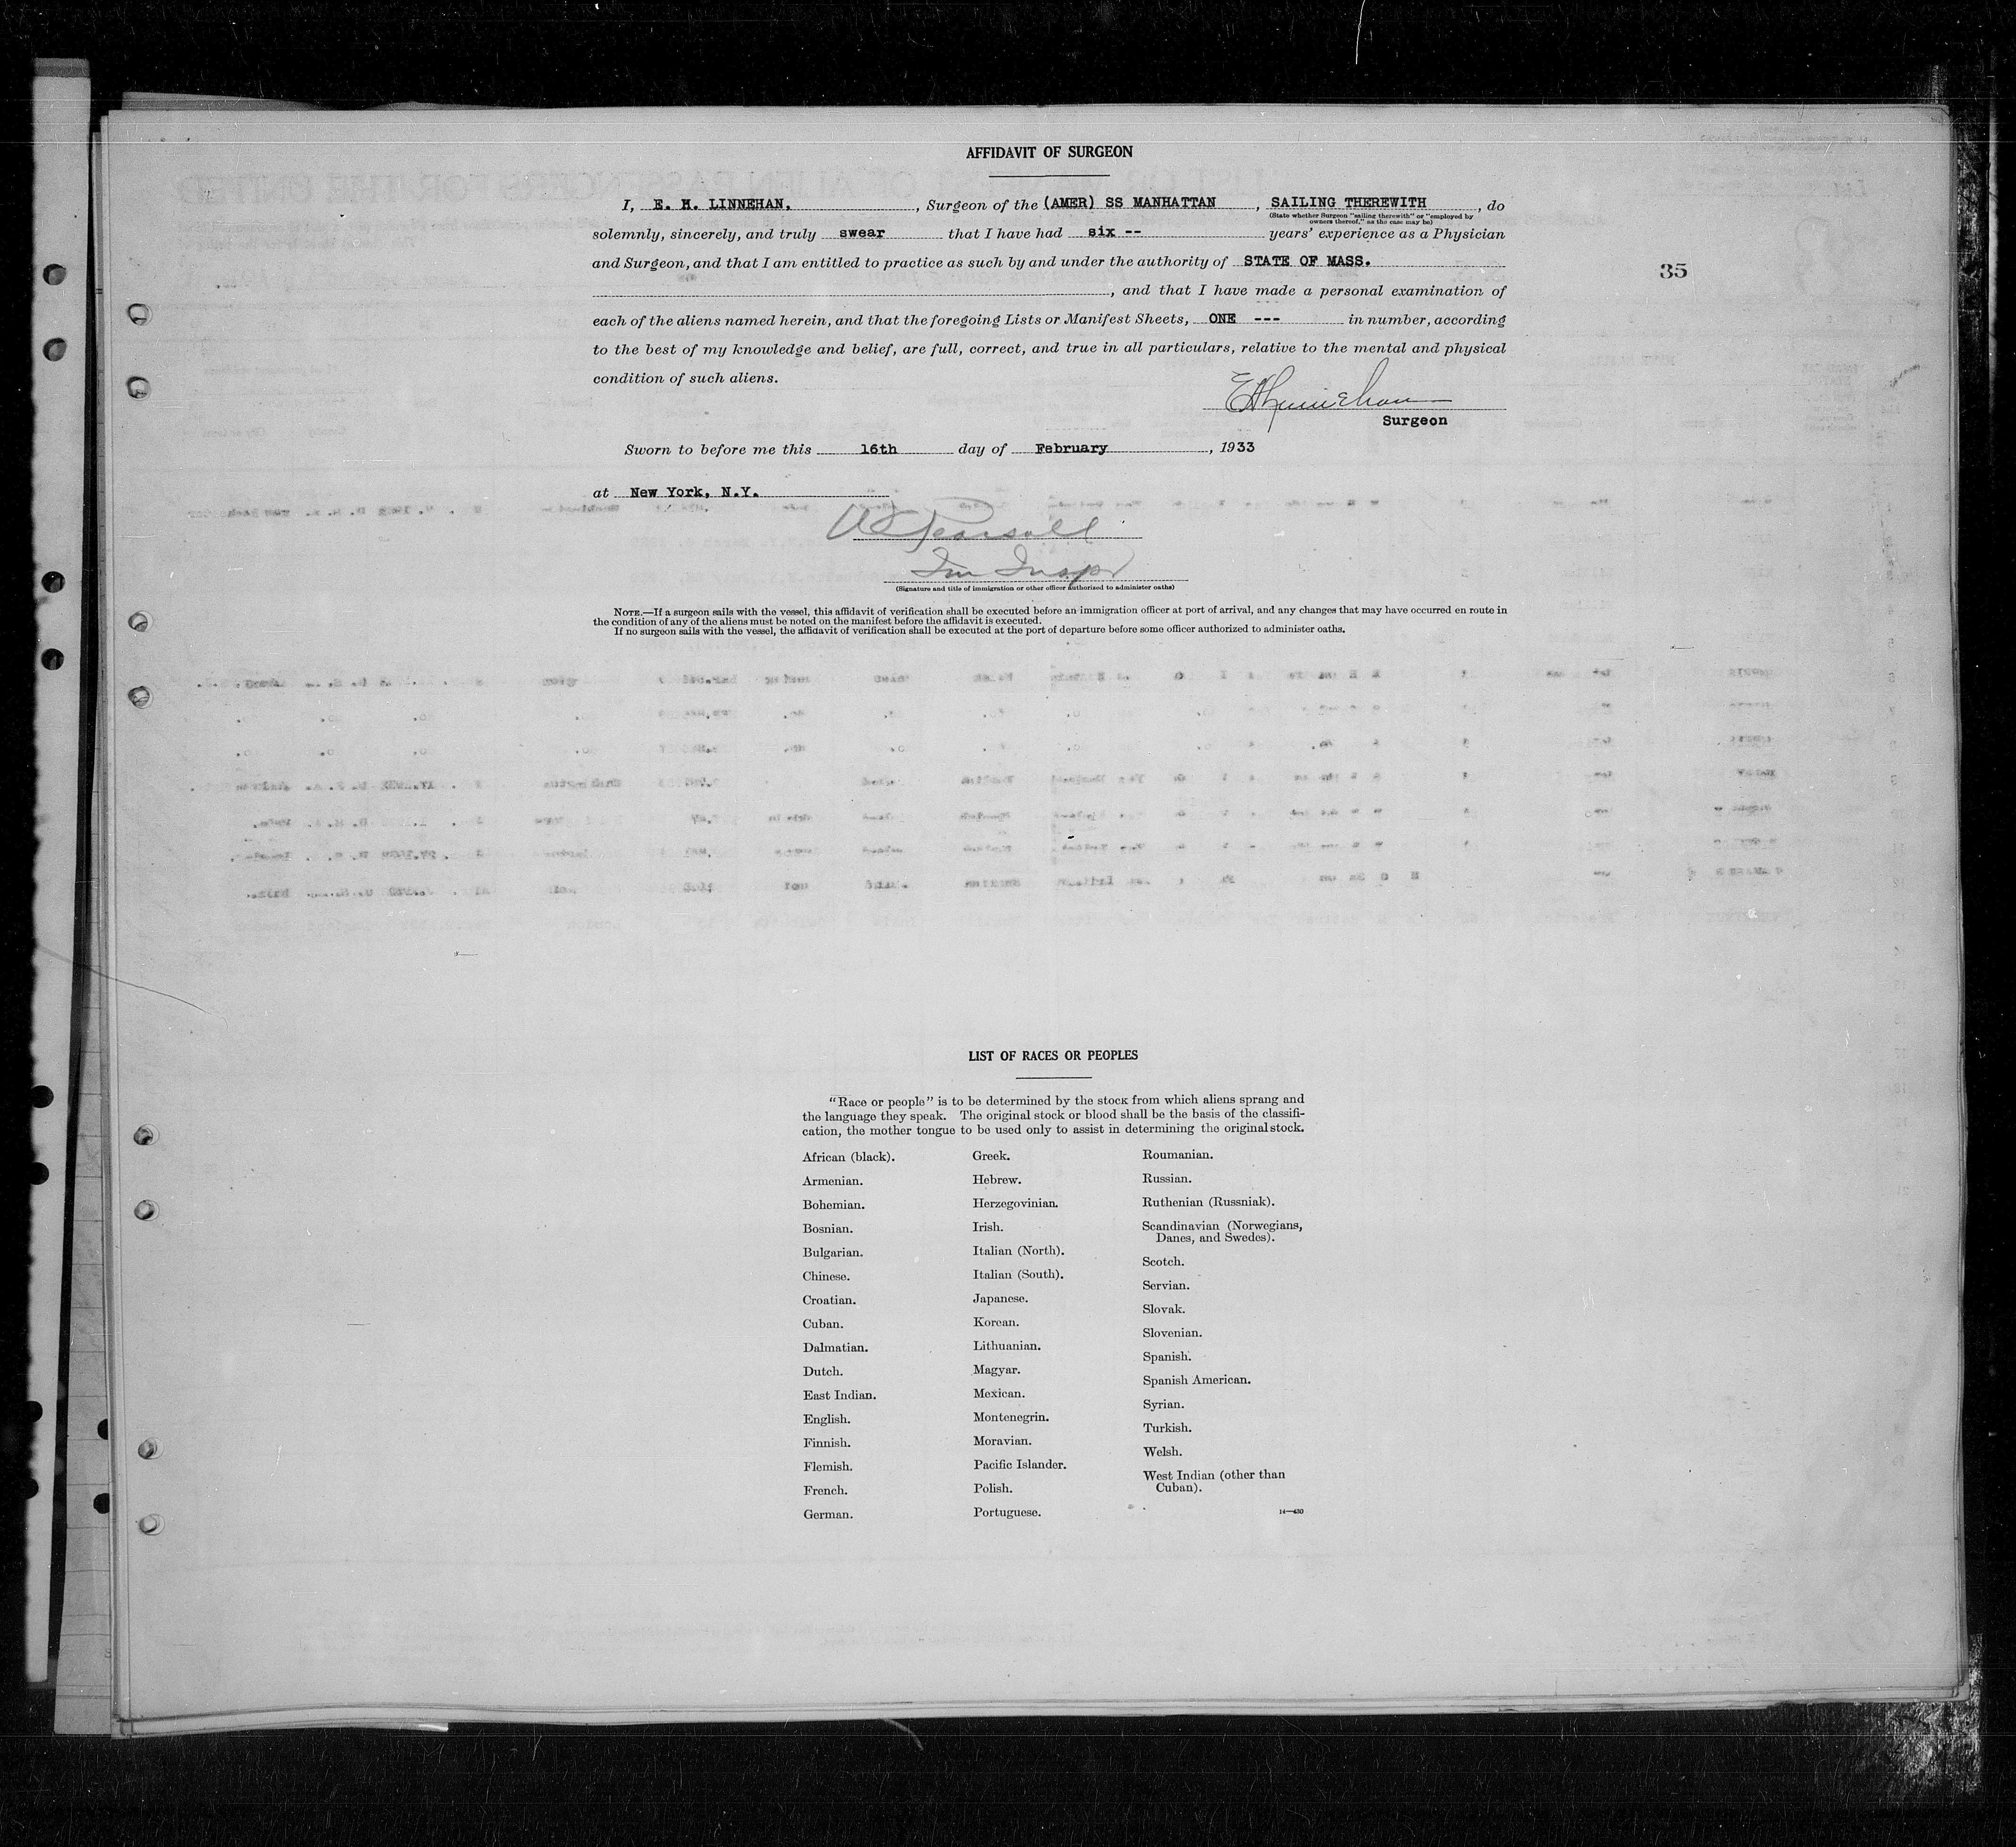 AFFIDAVIT OF SURGEON
I, E. H. LINNEHAN. , Surgeon of the (AMER) SS MANHATTAN , SAILING THEREWITH , do
(State whether Surgeon "sailing therewith" or "employed by
owners thereof," as the case may be)
solemnly, sincerely, and truly swear that I have had six -- years' experience as a Physician
and Surgeon, and that I am entitled to practice as such by and under the authority of STATE OF MASS.
35
, and that I have made a personal examination of
each of the aliens named herein, and that the foregoing Lists or Manifest Sheets, ONE --- in number, according
to the best of my knowledge and belief, are full, correct, and true in all particulars, relative to the mental and physical
condition of such aliens.
EHLinnehan
Surgeon
Sworn to before me this 16th day of February , 1933
at New York, N.Y.
Pearsall
Im Inspr
(Signature and title of immigration or other officer authorized to administer oaths)
NOTE.—If a surgeon sails with the vessel, this affidavit of verification shall be executed before an immigration officer at port of arrival, and any changes that may have occurred en route in
the condition of any of the aliens must be noted on the manifest before the affidavit is executed.
If no surgeon sails with the vessel, the affidavit of verification shall be executed at the port of departure before some officer authorized to administer oaths.
LIST OF RACES OR PEOPLES
"Race or people" is to be determined by the stock from which aliens sprang and
the language they speak. The original stock or blood shall be the basis of the classifi-
cation, the mother tongue to be used only to assist in determining the original stock.
African (black).
Armenian.
Bohemian.
Bosnian.
Bulgarian.
Chinese.
Croatian.
Cuban.
Dalmatian.
Dutch.
East Indian.
English.
Finnish.
Flemish.
French.
German.
Greek.
Hebrew.
Herzegovinian.
Irish.
Italian (North).
Italian (South).
Japanese.
Korean.
Lithuanian.
Magyar.
Mexican.
Montenegrin.
Moravian.
Pacific Islander.
Polish.
Portuguese.
Roumanian.
Russian.
Ruthenian (Russniak).
Scandinavian (Norwegians,
Danes, and Swedes).
Scotch.
Servian.
Slovak.
Slovenian.
Spanish.
Spanish American.
Syrian.
Turkish.
Welsh.
West Indian (other than
Cuban).
14—430